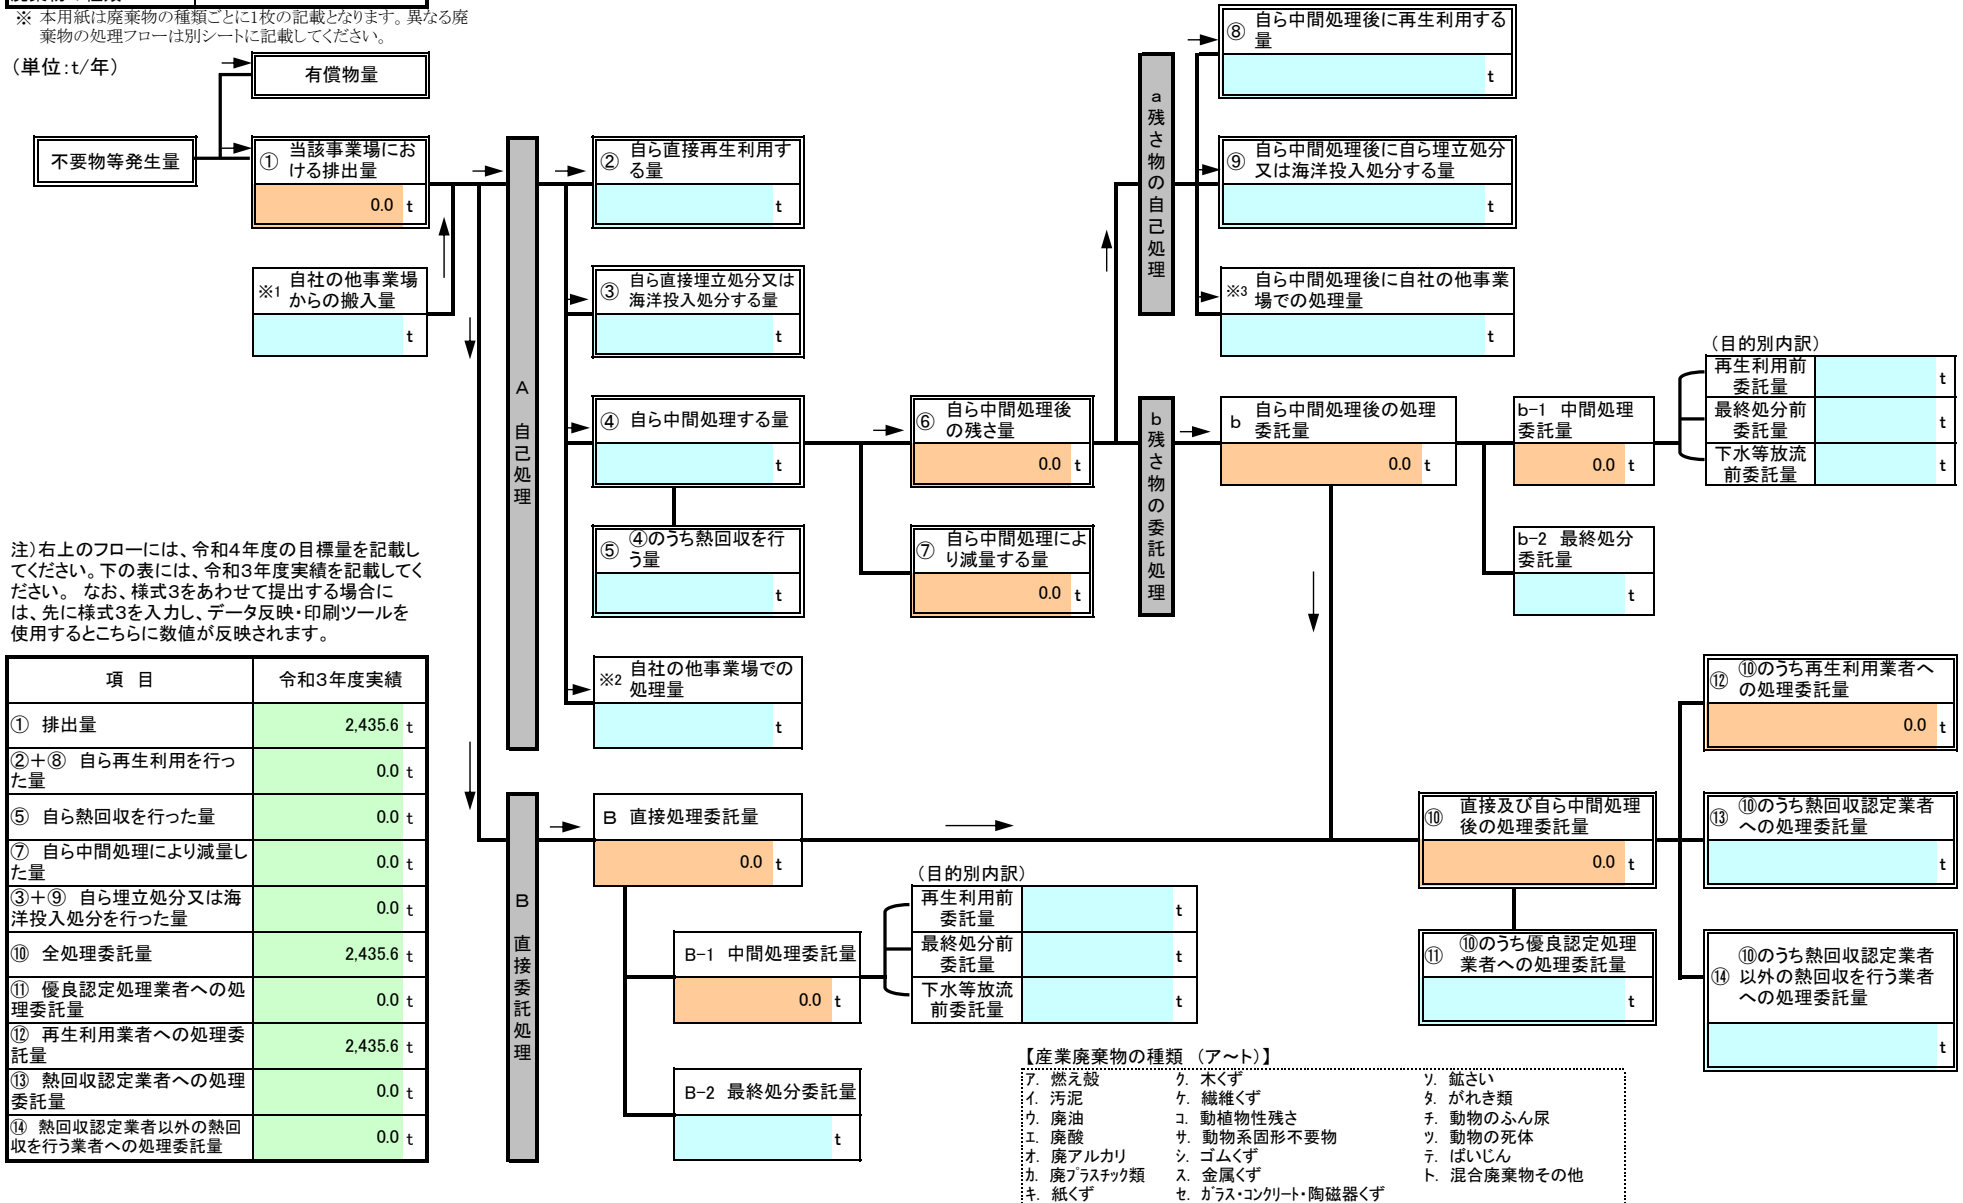 ※ 本用紙は廃棄物の種類ごとに1枚の記載となります。異なる廃
棄物の処理フローは別シートに記載してください。
（単位：t/年）
有償物量
不要物等発生量
① 当該事業場にお
ける排出量
0.0 t
※1 自社の他事業場
からの搬入量
t
A 自己処理
② 自ら直接再生利用す
る量
t
③ 自ら直接埋立処分又は
海洋投入処分する量
t
④ 自ら中間処理する量
t
⑤ ④のうち熱回収を行
う量
t
※2 自社の他事業場での
処理量
t
⑥ 自ら中間処理後
の残さ量
0.0 t
⑦ 自ら中間処理によ
り減量する量
0.0 t
a 残さ物の自己処理
⑧ 自ら中間処理後に再生利用する
量
t
⑨ 自ら中間処理後に自ら埋立処分
又は海洋投入処分する量
t
※3 自ら中間処理後に自社の他事業
場での処理量
t
b 残さ物の委託処理
b 自ら中間処理後の処理
委託量
0.0 t
b-1 中間処理
委託量
0.0 t
b-2 最終処分
委託量
t
（目的別内訳）
再生利用前
委託量
t
最終処分前
委託量
t
下水等放流
前委託量
t
注）右上のフローには、令和４年度の目標量を記載し
てください。下の表には、令和３年度実績を記載してく
ださい。 なお、様式３をあわせて提出する場合に
は、先に様式３を入力し、データ反映・印刷ツールを
使用するとこちらに数値が反映されます。
項 目 令和３年度実績
① 排出量 2,435.6 t
②＋⑧ 自ら再生利用を行っ
た量 0.0 t
⑤ 自ら熱回収を行った量 0.0 t
⑦ 自ら中間処理により減量し
た量 0.0 t
③＋⑨ 自ら埋立処分又は海
洋投入処分を行った量 0.0 t
⑩ 全処理委託量 2,435.6 t
⑪ 優良認定処理業者への処
理委託量 0.0 t
⑫ 再生利用業者への処理委
託量 2,435.6 t
⑬ 熱回収認定業者への処理
委託量 0.0 t
⑭ 熱回収認定業者以外の熱回
収を行う業者への処理委託量 0.0 t
B 直接委託処理
B 直接処理委託量
0.0 t
B-1 中間処理委託量
0.0 t
B-2 最終処分委託量
t
（目的別内訳）
再生利用前
委託量
t
最終処分前
委託量
t
下水等放流
前委託量
t
⑩ 直接及び自ら中間処理
後の処理委託量
0.0 t
⑪ ⑩のうち優良認定処理
業者への処理委託量
t
⑫ ⑩のうち再生利用業者へ
の処理委託量
0.0 t
⑬ ⑩のうち熱回収認定業者
への処理委託量
t
⑭ ⑩のうち熱回収認定業者
以外の熱回収を行う業者
への処理委託量
t
【産業廃棄物の種類 （ア～ト）】
ア. 燃え殻 ク. 木くず ソ. 鉱さい
イ. 汚泥 ケ. 繊維くず タ. がれき類
ウ. 廃油 コ. 動植物性残さ チ. 動物のふん尿
エ. 廃酸 サ. 動物系固形不要物 ツ. 動物の死体
オ. 廃アルカリ シ. ゴムくず テ. ばいじん
カ. 廃プラスチック類 ス. 金属くず ト. 混合廃棄物その他
キ. 紙くず セ. ガラス・コンクリート・陶磁器くず